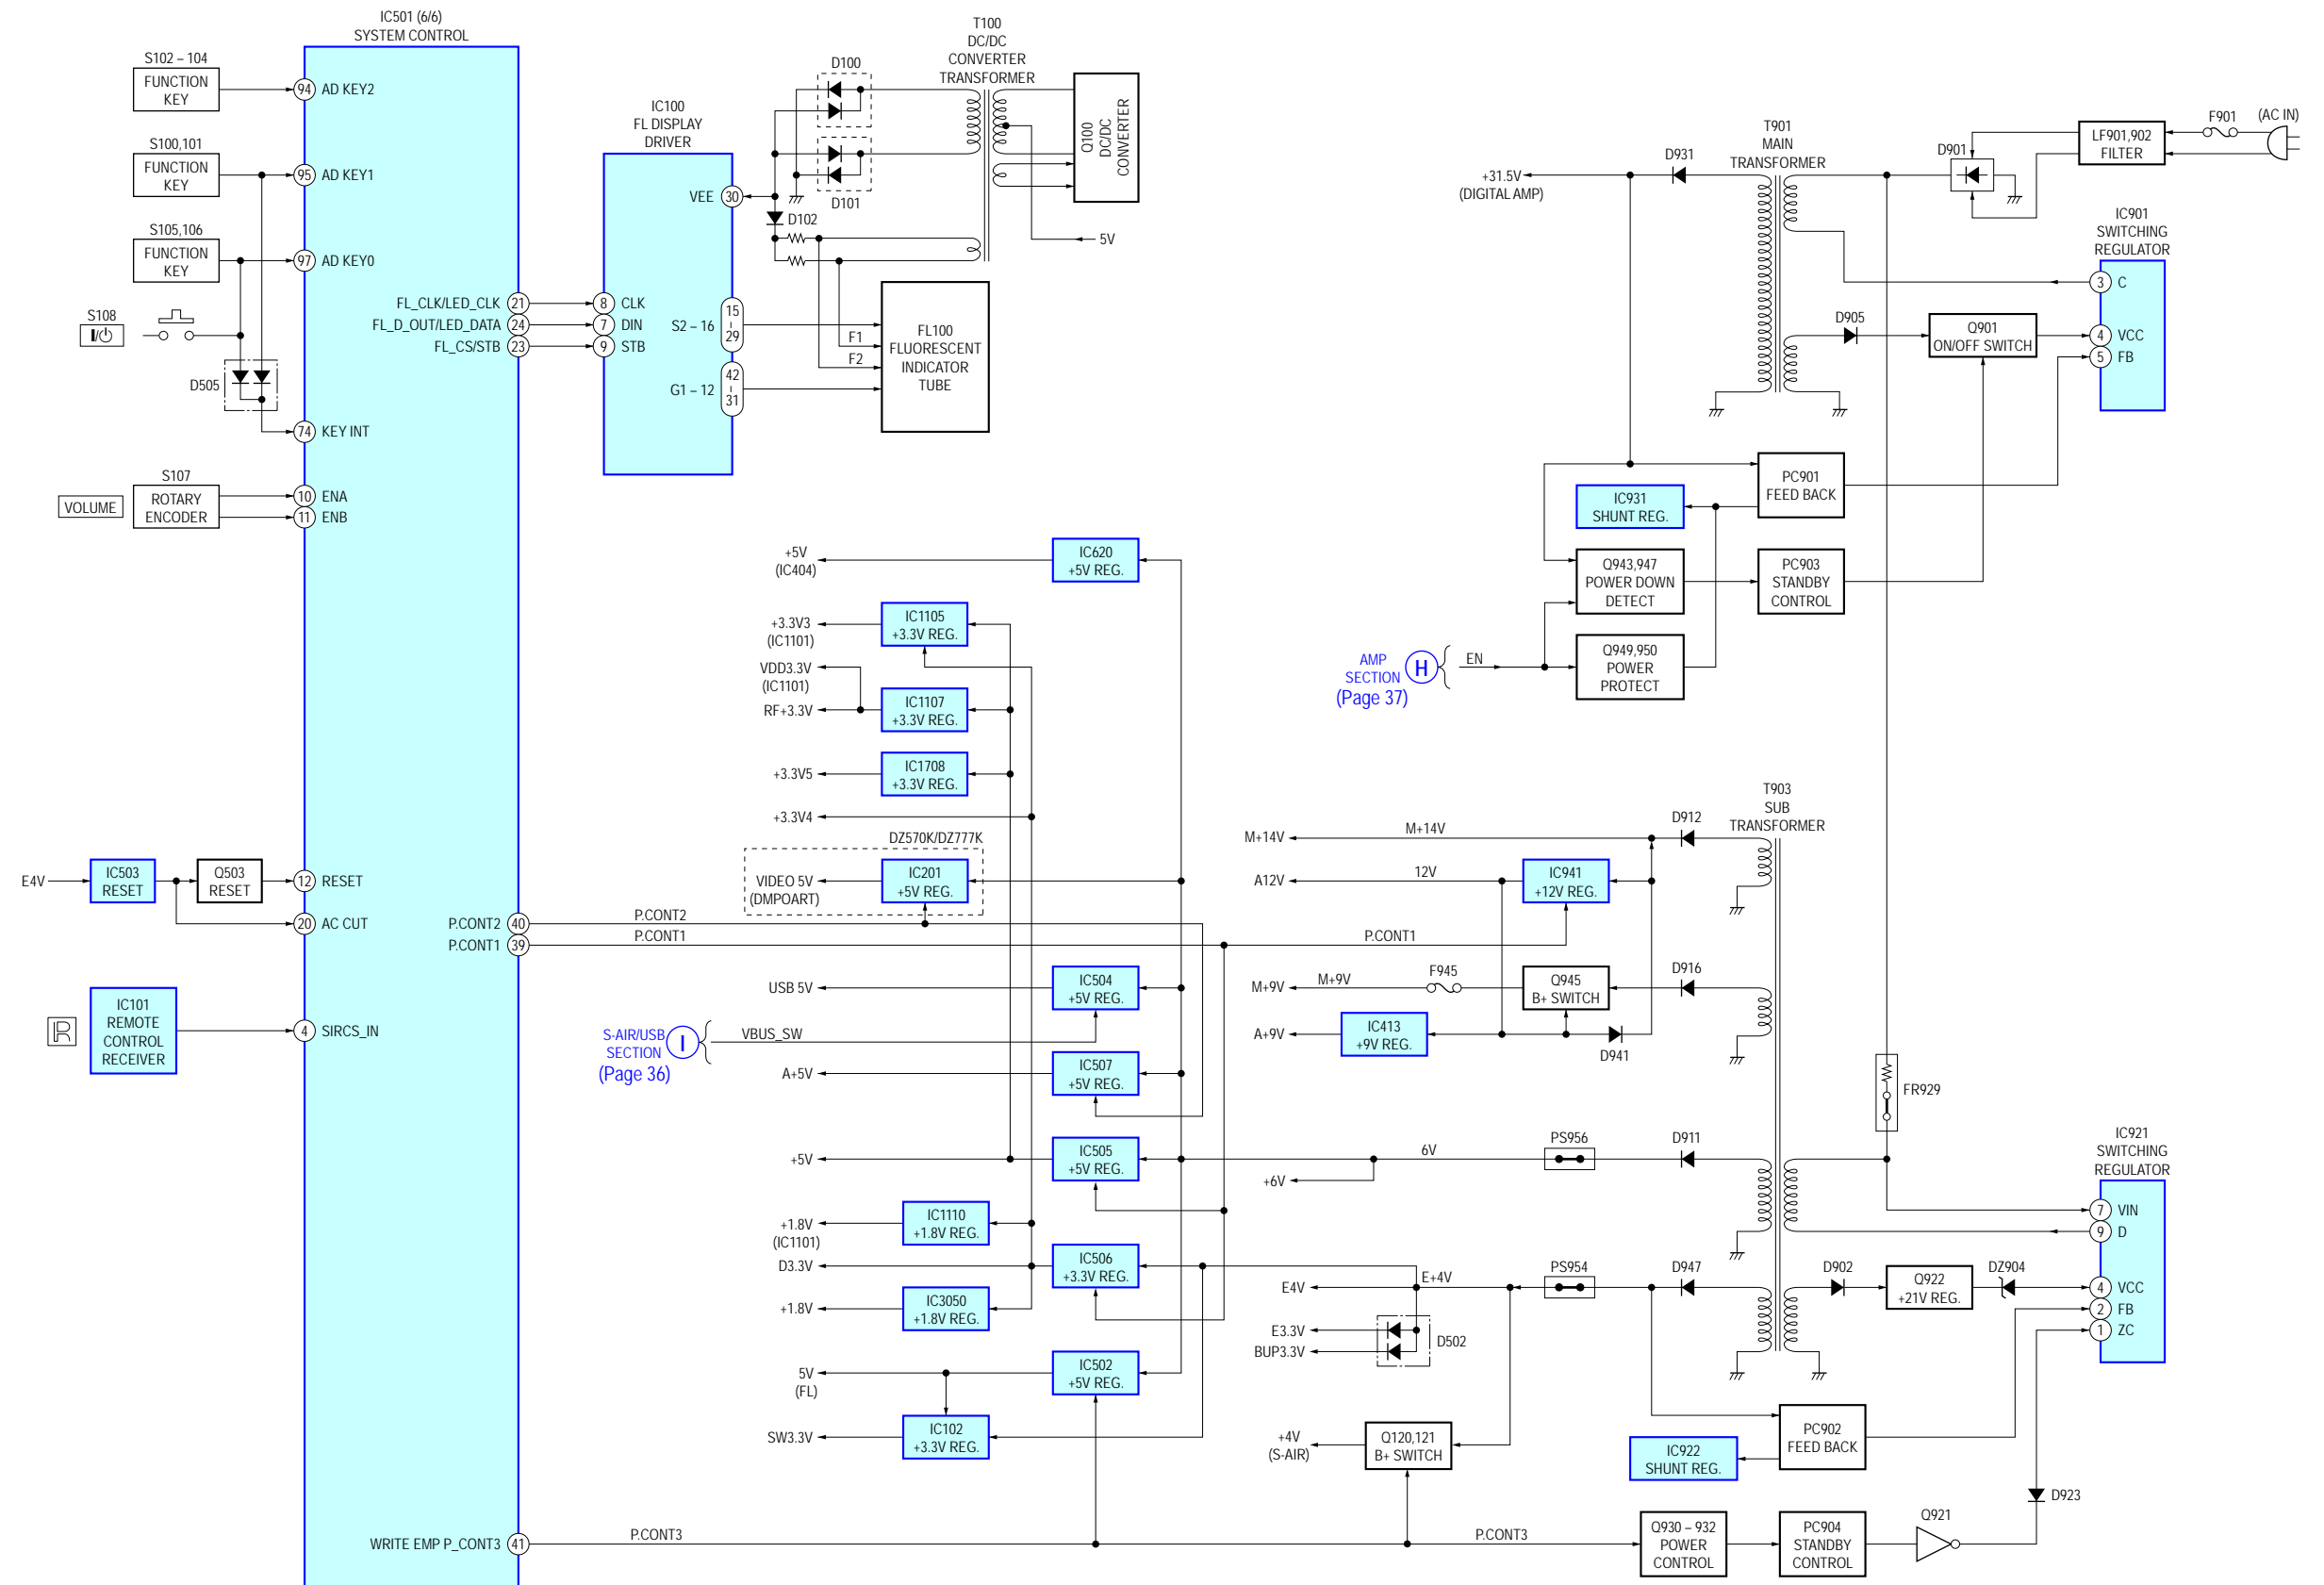 IC501 (6/6)
SYSTEM CONTROL
S102 – 104
FUNCTION
KEY
94 AD KEY2
S100,101
FUNCTION
KEY
95 AD KEY1
S105,106
FUNCTION
KEY
97 AD KEY0
S108
I/
D505
74 KEY INT
VOLUME
S107
ROTARY
ENCODER
10 ENA
11 ENB
E4V
IC503
RESET
Q503
RESET
12 RESET
20 AC CUT
IC101
REMOTE
CONTROL
RECEIVER
R
4 SIRCS_IN
FL_CLK/LED_CLK 21
FL_D_OUT/LED_DATA 24
FL_CS/STB 23
P.CONT2 40
P.CONT1 39
WRITE EMP P_CONT3 41
IC100
FL DISPLAY
DRIVER
8 CLK
7 DIN
9 STB
VEE 30
S2 – 16
15
–
29
G1 – 12
42
–
31
D100
D101
D102
T100
DC/DC
CONVERTER
TRANSFORMER
Q100
DC/DC
CONVERTER
5V
F1
F2
FL100
FLUORESCENT
INDICATOR
TUBE
+5V
(IC404)
IC620
+5V REG.
+3.3V3
(IC1101)
IC1105
+3.3V REG.
VDD3.3V
(IC1101)
RF+3.3V
IC1107
+3.3V REG.
+3.3V5
IC1708
+3.3V REG.
+3.3V4
DZ570K/DZ777K
VIDEO 5V
(DMPOART)
IC201
+5V REG.
P.CONT2
P.CONT1
P.CONT1
USB 5V
IC504
+5V REG.
S-AIR/USB
SECTION
(Page 36)
I
VBUS_SW
A+5V
IC507
+5V REG.
+5V
IC505
+5V REG.
+1.8V
(IC1101)
IC1110
+1.8V REG.
D3.3V
IC506
+3.3V REG.
+1.8V
IC3050
+1.8V REG.
5V
(FL)
IC502
+5V REG.
SW3.3V
IC102
+3.3V REG.
P.CONT3
P.CONT3
+31.5V
(DIGITAL AMP)
D931
T901
MAIN
TRANSFORMER
D901
LF901,902
FILTER
F901
(AC IN)
IC901
SWITCHING
REGULATOR
3 C
4 VCC
5 FB
D905
Q901
ON/OFF SWITCH
PC901
FEED BACK
IC931
SHUNT REG.
Q943,947
POWER DOWN
DETECT
PC903
STANDBY
CONTROL
Q949,950
POWER
PROTECT
AMP
SECTION
(Page 37)
H
EN
T903
SUB
TRANSFORMER
M+14V
M+14V
D912
A12V
12V
IC941
+12V REG.
M+9V
M+9V
F945
Q945
B+ SWITCH
D916
A+9V
IC413
+9V REG.
D941
FR929
+6V
6V
PS956
D911
IC921
SWITCHING
REGULATOR
7 VIN
9 D
4 VCC
2 FB
1 ZC
E4V
E+4V
PS954
D947
D902
Q922
+21V REG.
DZ904
E3.3V
BUP3.3V
D502
+4V
(S-AIR)
Q120,121
B+ SWITCH
PC902
FEED BACK
IC922
SHUNT REG.
D923
Q930 – 932
POWER
CONTROL
PC904
STANDBY
CONTROL
Q921